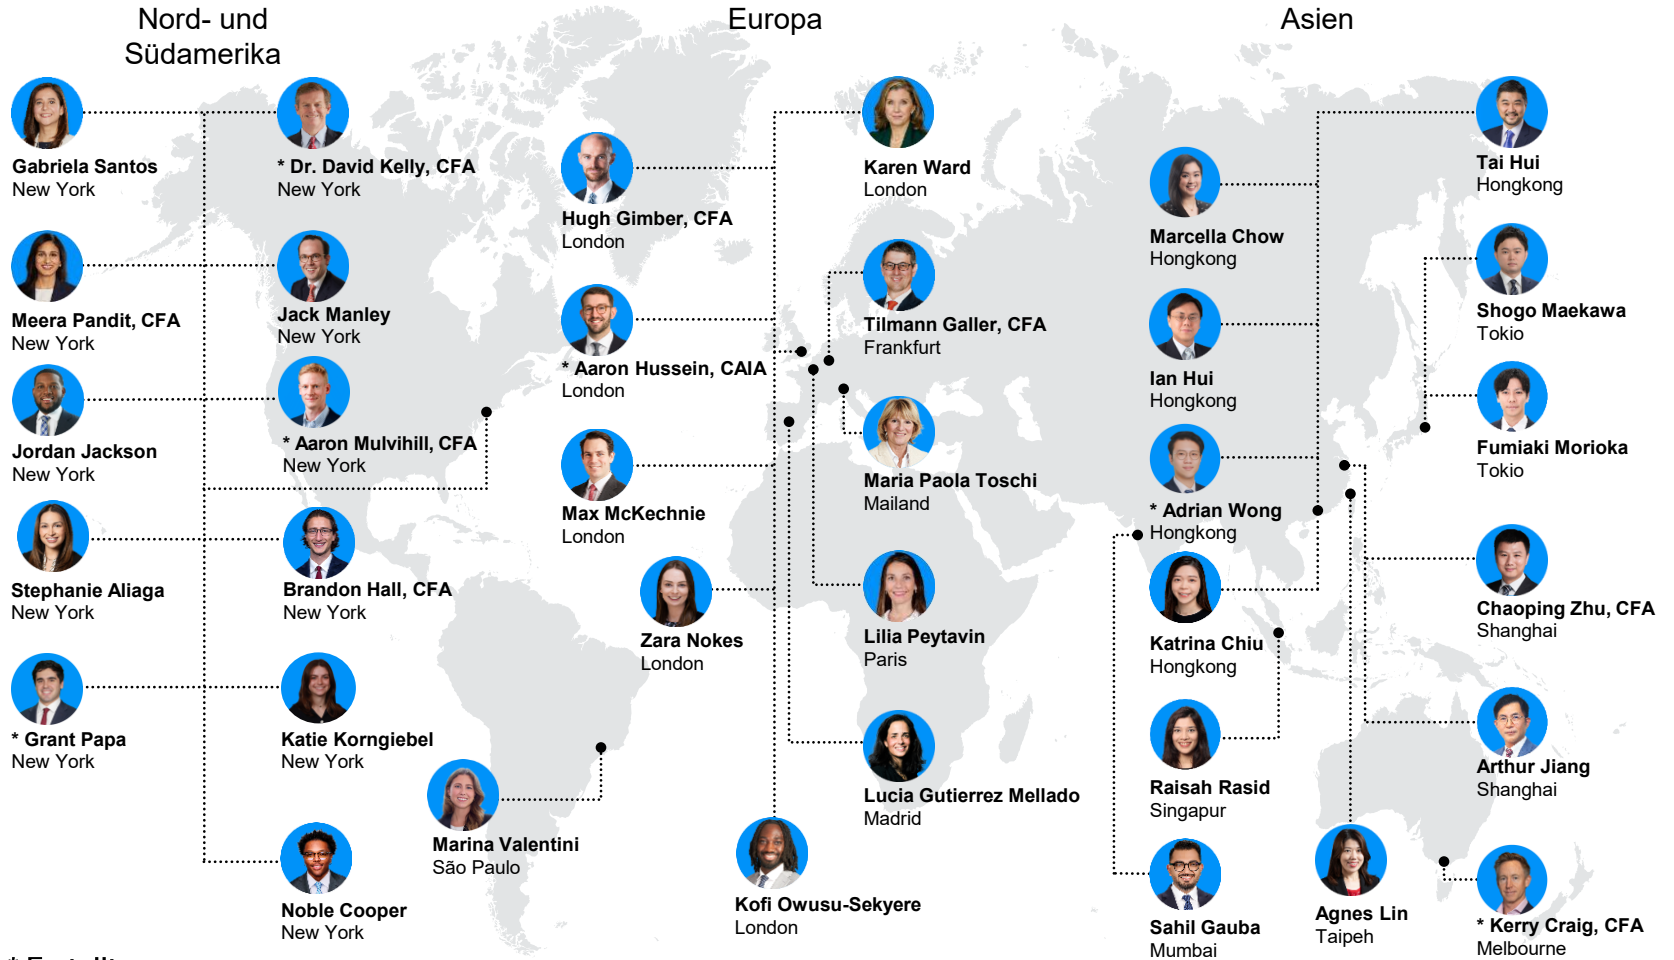 Nord- und
Südamerika
Europa
Asien
Gabriela Santos
New York
* Dr. David Kelly, CFA
New York
Meera Pandit, CFA
New York
Jack Manley
New York
Jordan Jackson
New York
* Aaron Mulvihill, CFA
New York
Stephanie Aliaga
New York
Brandon Hall, CFA
New York
* Grant Papa
New York
Katie Korngiebel
New York
Noble Cooper
New York
Marina Valentini
São Paulo
Hugh Gimber, CFA
London
Karen Ward
London
* Aaron Hussein, CAIA
London
Tilmann Galler, CFA
Frankfurt
Max McKechnie
London
Maria Paola Toschi
Mailand
Zara Nokes
London
Lilia Peytavin
Paris
Lucia Gutierrez Mellado
Madrid
Kofi Owusu-Sekyere
London
Marcella Chow
Hongkong
Tai Hui
Hongkong
Ian Hui
Hongkong
Shogo Maekawa
Tokio
* Adrian Wong
Hongkong
Fumiaki Morioka
Tokio
Katrina Chiu
Hongkong
Chaoping Zhu, CFA
Shanghai
Raisah Rasid
Singapur
Arthur Jiang
Shanghai
Sahil Gauba
Mumbai
Agnes Lin
Taipeh
* Kerry Craig, CFA
Melbourne